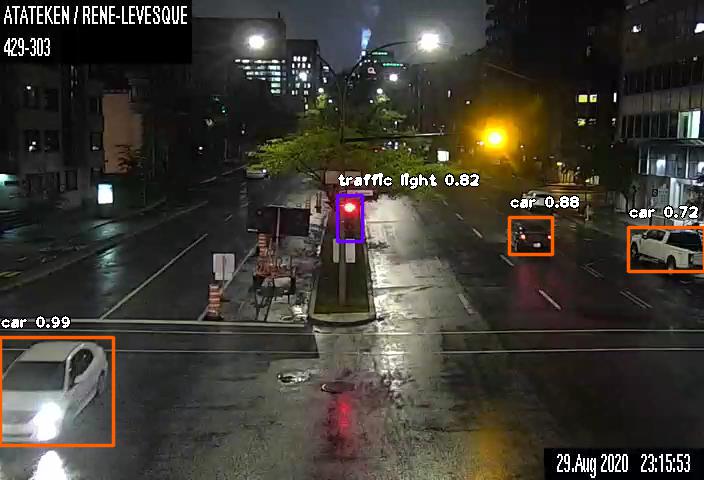 ATATEKEN / RENE-LEVESQUE
429-303
traffic light 0.82
car 0.88
car 0.72
car 0.99
29.Aug 2020 23:15:53